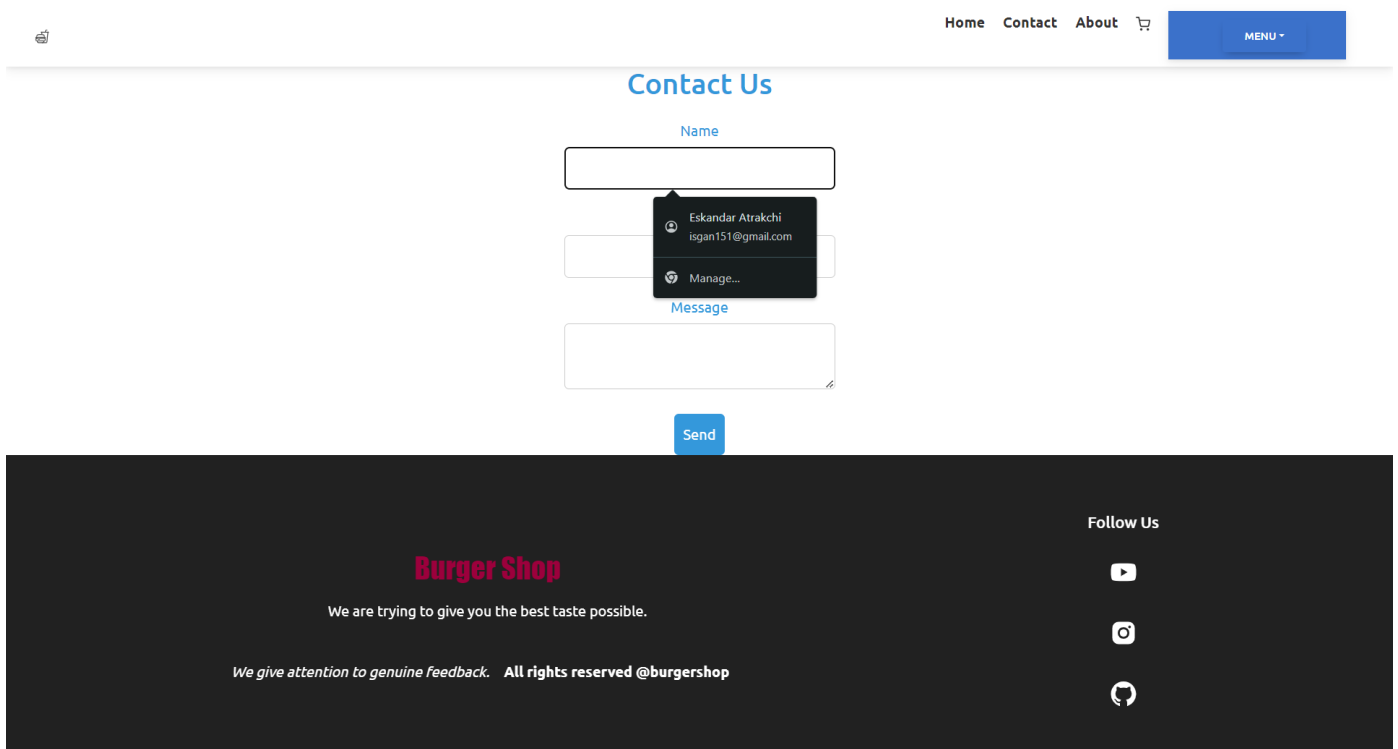 Home Contact About MENU
Contact Us
Name
Eskandar Atrakchi
isgan151@gmail.com
Manage...
Message
Send
Follow Us
Burger Shop
We are trying to give you the best taste possible.
We give attention to genuine feedback. All rights reserved @burgershop